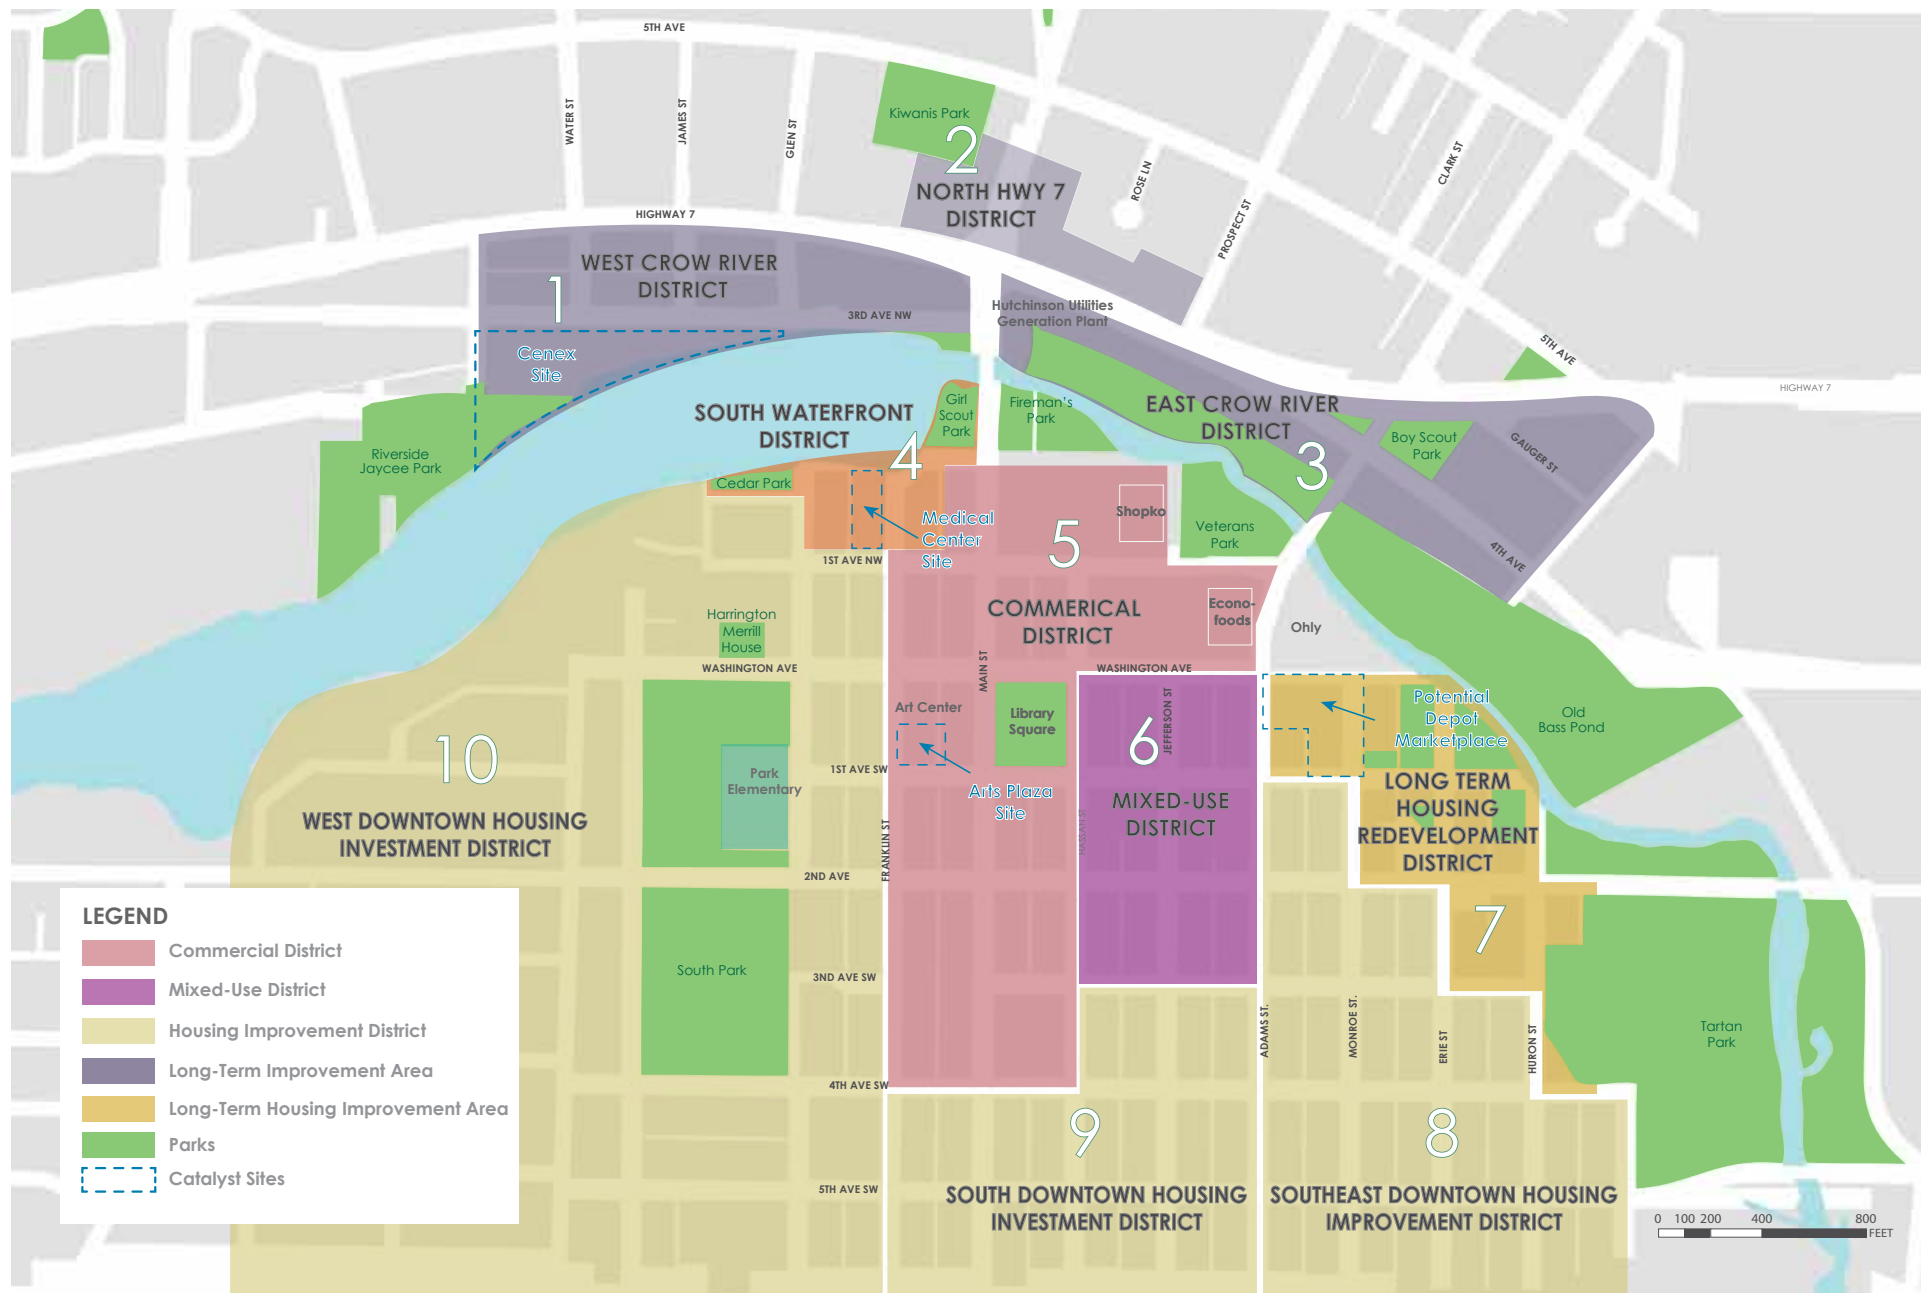 5TH AVE
WATER ST
JAMES ST
GLEN ST
Kiwanis Park
2
NORTH HWY 7
DISTRICT
ROSE LN
PROSPECT ST
CLARK ST
HIGHWAY 7
WEST CROW RIVER
DISTRICT
1
3RD AVE NW
Hutchinson Utilities
Generation Plant
Cenex
Site
5TH AVE
HIGHWAY 7
SOUTH WATERFRONT
DISTRICT
4
Girl
Scout
Park
Fireman's
Park
EAST CROW RIVER
DISTRICT
3
Boy Scout
Park
GAUGER ST
4TH AVE
Riverside
Jaycee Park
Cedar Park
Medical
Center
Site
1ST AVE NW
5
Shopko
Veterans
Park
COMMERICAL
DISTRICT
Econo-
foods
Ohly
Harrington
Merrill
House
WASHINGTON AVE
MAIN ST
WASHINGTON AVE
Art Center
Library
Square
6
JEFFERSON ST
Potential
Depot
Marketplace
Old
Bass Pond
10
Park
Elementary
1ST AVE SW
Arts Plaza
Site
MIXED-USE
DISTRICT
HASSAN ST
LONG TERM
HOUSING
REDEVELOPMENT
DISTRICT
7
WEST DOWNTOWN HOUSING
INVESTMENT DISTRICT
FRANKLIN ST
2ND AVE
South Park
3ND AVE SW
ADAMS ST.
MONROE ST.
ERIE ST
HURON ST
Tartan
Park
4TH AVE SW
9
8
5TH AVE SW
SOUTH DOWNTOWN HOUSING
INVESTMENT DISTRICT
SOUTHEAST DOWNTOWN HOUSING
IMPROVEMENT DISTRICT
LEGEND
Commercial District
Mixed-Use District
Housing Improvement District
Long-Term Improvement Area
Long-Term Housing Improvement Area
Parks
Catalyst Sites
0 100 200 400 800
FEET